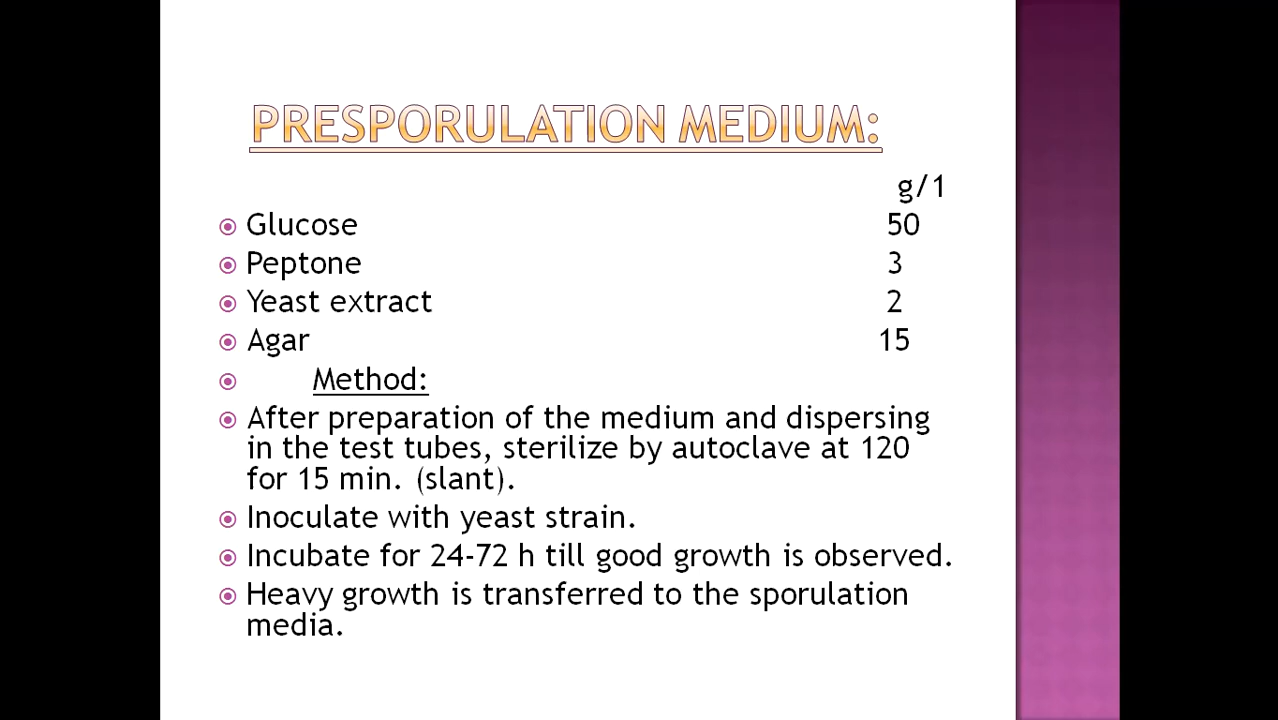 PRESPORULATION MEDIUM:
g/1
Glucose 50
Peptone 3
Yeast extract 2
Agar 15
Method:
After preparation of the medium and dispersing
in the test tubes, sterilize by autoclave at 120
for 15 min. (slant).
Inoculate with yeast strain.
Incubate for 24-72 h till good growth is observed.
Heavy growth is transferred to the sporulation
media.